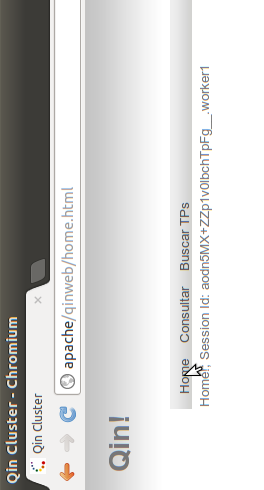 Qin Cluster - Chromium
Qin Cluster
apache/qinweb/home.html
Qin!
Home Consultar Buscar TPs
Homer, Session Id: aodn5MX+ZZp1v0lbchTpFg__.worker1